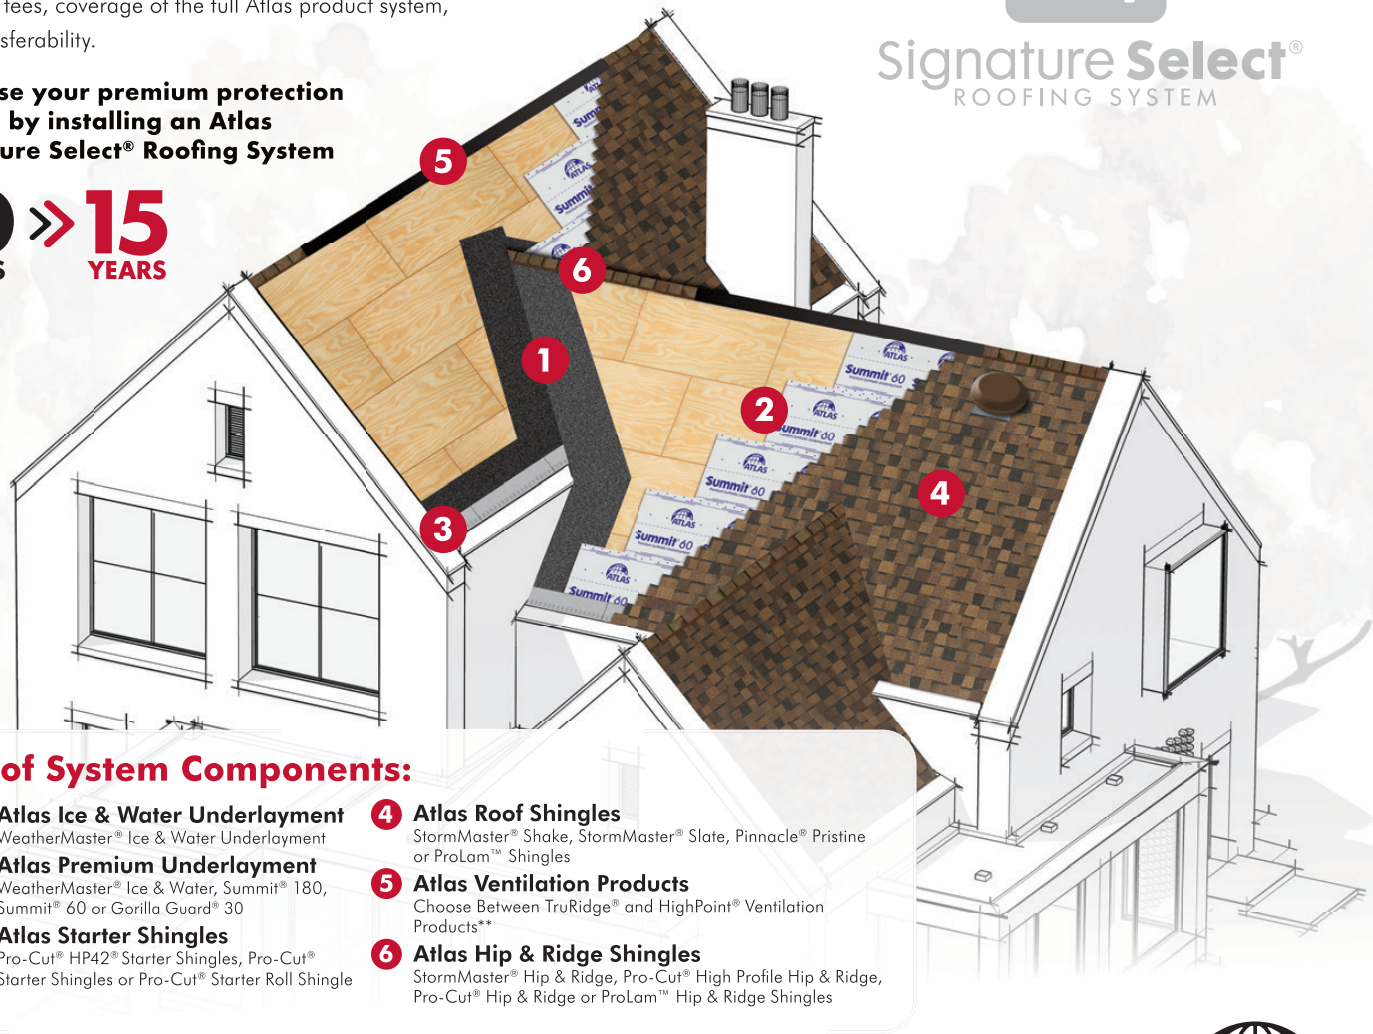 fees, coverage of the full Atlas product system,
sferability.
se your premium protection
by installing an Atlas
ure Select® Roofing System
15
YEARS
Signature Select®
ROOFING SYSTEM
5
6
1
2
3
4
ATLAS
Summit 60
ATLAS
Summit 60
ATLAS
Summit 60
ATLAS
Summit 60
ATLAS
Summit 60
of System Components:
Atlas Ice & Water Underlayment
WeatherMaster® Ice & Water Underlayment
Atlas Premium Underlayment
WeatherMaster® Ice & Water, Summit® 180,
Summit® 60 or Gorilla Guard® 30
Atlas Starter Shingles
Pro-Cut® HP42® Starter Shingles, Pro-Cut®
Starter Shingles or Pro-Cut® Starter Roll Shingle
4 Atlas Roof Shingles
StormMaster® Shake, StormMaster® Slate, Pinnacle® Pristine
or ProLam™ Shingles
5 Atlas Ventilation Products
Choose Between TruRidge® and HighPoint® Ventilation
Products**
6 Atlas Hip & Ridge Shingles
StormMaster® Hip & Ridge, Pro-Cut® High Profile Hip & Ridge,
Pro-Cut® Hip & Ridge or ProLam™ Hip & Ridge Shingles